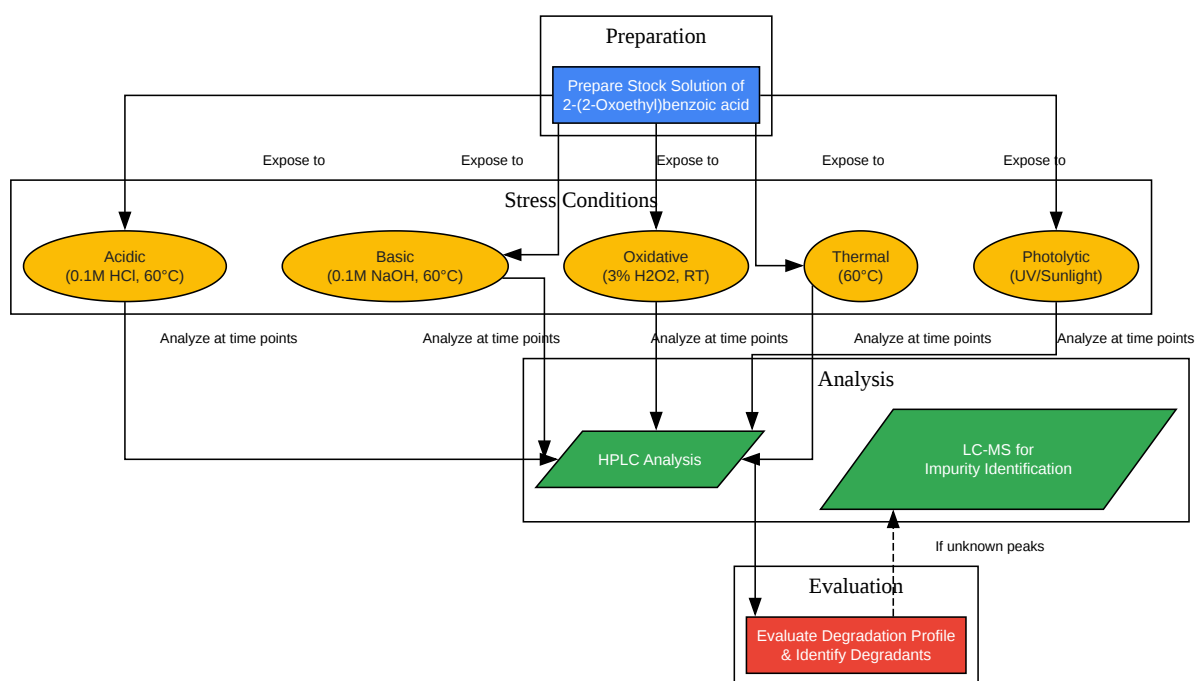 Preparation
Prepare Stock Solution of
2-(2-Oxoethyl)benzoic acid
Expose to
Expose to
Expose to
Expose to
Expose to
Stress Conditions
Acidic
(0.1M HCl, 60°C)
Basic
(0.1M NaOH, 60°C)
Oxidative
(3% H2O2, RT)
Thermal
(60°C)
Photolytic
(UV/Sunlight)
Analyze at time points
Analyze at time points
Analyze at time points
Analyze at time points
Analyze at time points
Analysis
HPLC Analysis
LC-MS for
Impurity Identification
If unknown peaks
Evaluation
Evaluate Degradation Profile
& Identify Degradants